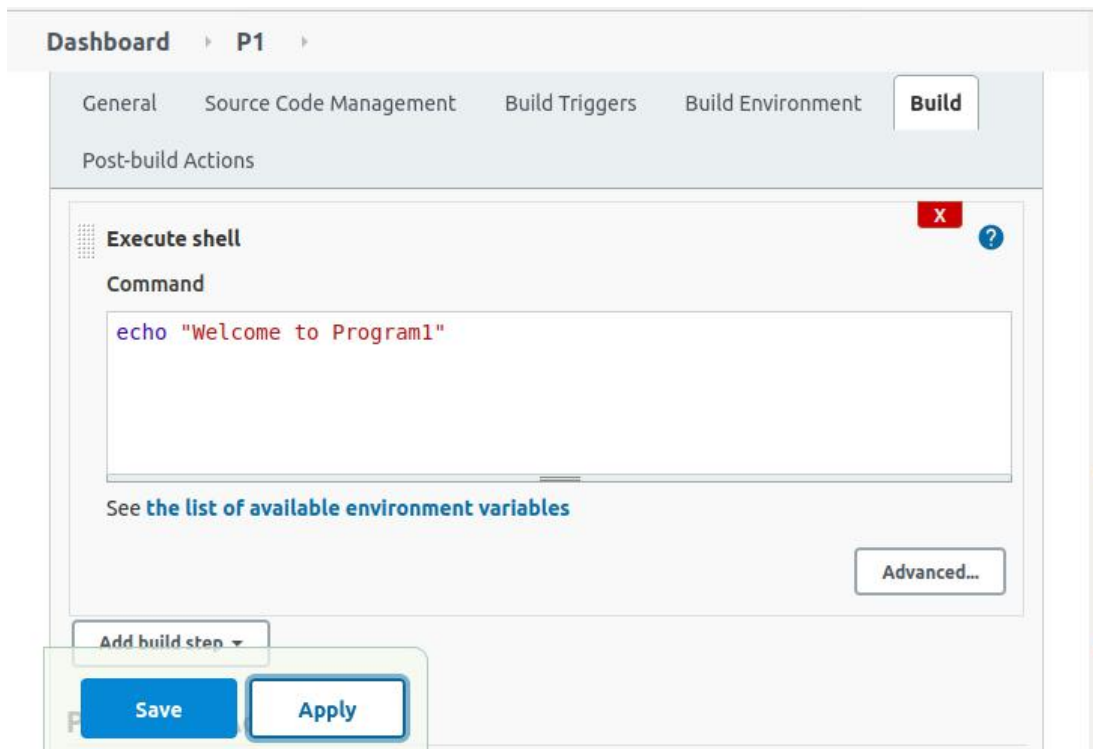 Dashboard P1
General Source Code Management Build Triggers Build Environment Build
Post-build Actions
X
Execute shell ?
Command
echo "Welcome to Program1"
See the list of available environment variables
Advanced...
Add build step
Save Apply